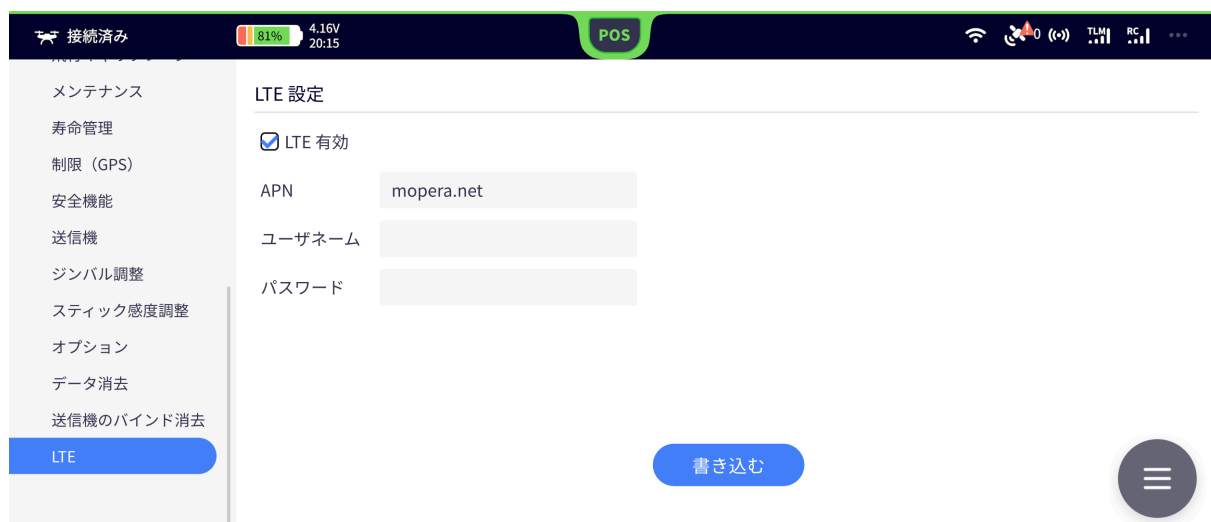 接続済み
81%
4.16V
20:15
POS
0
TLM
RC
メンテナンス
寿命管理
制限（GPS）
安全機能
送信機
ジンバル調整
スティック感度調整
オプション
データ消去
送信機のバインド消去
LTE
LTE 設定
LTE 有効
APN
mopera.net
ユーザネーム
パスワード
書き込む